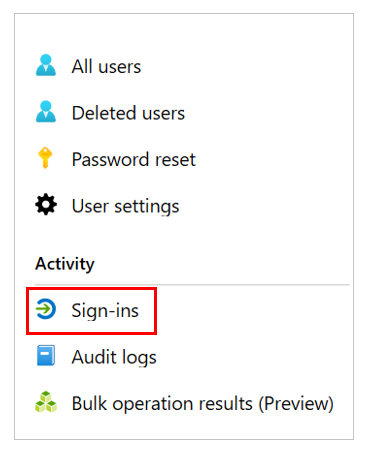 All users
Deleted users
Password reset
User settings
Activity
Sign-ins
Audit logs
Bulk operation results (Preview)